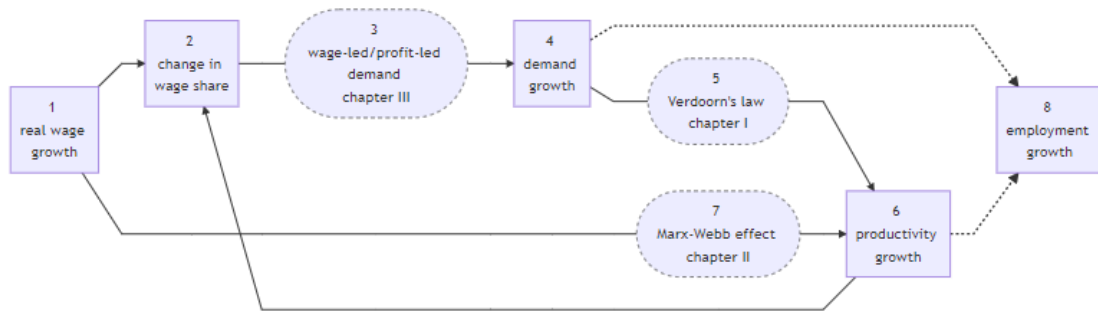 1
real wage
growth
2
change in
wage share
3
wage-led/profit-led
demand
chapter III
4
demand
growth
5
Verdoorn's law
chapter I
6
productivity
growth
7
Marx-Webb effect
chapter II
8
employment
growth